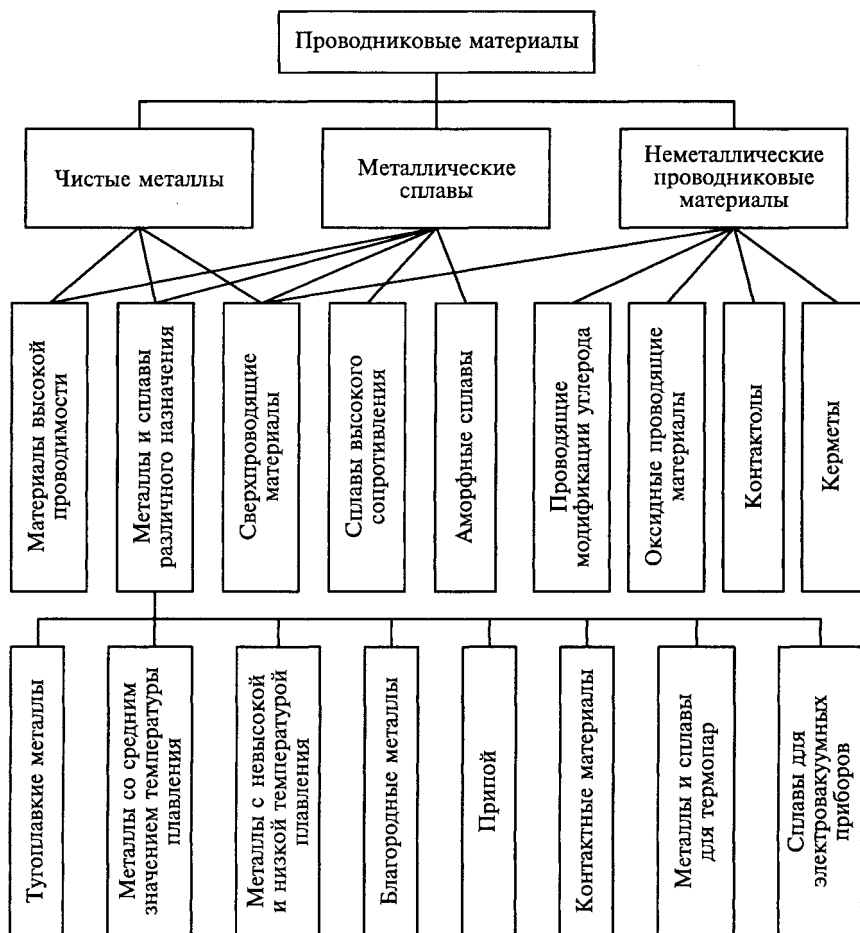 Проводниковые материалы
Чистые металлы
Металлические
сплавы
Неметаллические
проводниковые
материалы
Материалы высокой
проводимости
Металлы и сплавы
различного назначения
Сверхпроводящие
материалы
Сплавы высокого
сопротивления
Аморфные сплавы
Проводящие
модификации углерода
Оксидные проводящие
материалы
Контактолы
Керметы
Тугоплавкие металлы
Металлы со средним
значением температуры
плавления
Металлы с невысокой
и низкой температурой
плавления
Благородные металлы
Припой
Контактные материалы
Металлы и сплавы
для термопар
Сплавы для
электровакуумных
приборов